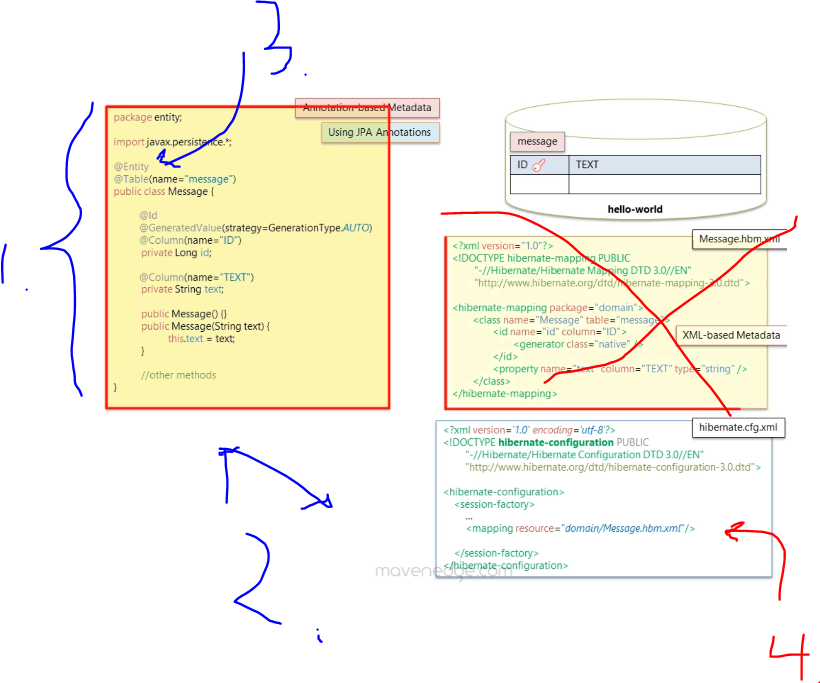 3.
Annotation-based Metadata
Using JPA Annotations
package entity;
import javax.persistence.*;
@Entity
@Table(name="message")
public class Message {
@Id
@GeneratedValue(strategy=GenerationType.AUTO)
@Column(name="ID")
private Long id;
@Column(name="TEXT")
private String text;
public Message() {}
public Message(String text) {
this.text = text;
}
//other methods
}
1.
2.
message
ID TEXT
hello-world
Message.hbm.xml
<?xml version="1.0"?>
<!DOCTYPE hibernate-mapping PUBLIC
"-//Hibernate/Hibernate Mapping DTD 3.0//EN"
"http://www.hibernate.org/dtd/hibernate-mapping-3.0.dtd">
<hibernate-mapping package="domain">
<class name="Message" table="message">
<id name="id" column="ID">
<generator class="native" />
</id>
<property name="text" column="TEXT" type="string" />
</class>
</hibernate-mapping>
XML-based Metadata
hibernate.cfg.xml
<?xml version='1.0' encoding='utf-8'?>
<!DOCTYPE hibernate-configuration PUBLIC
"-//Hibernate/Hibernate Configuration DTD 3.0//EN"
"http://www.hibernate.org/dtd/hibernate-configuration-3.0.dtd">
<hibernate-configuration>
<session-factory>
...
<mapping resource="domain/Message.hbm.xml"/>
</session-factory>
</hibernate-configuration>
mavenedge.com
4.